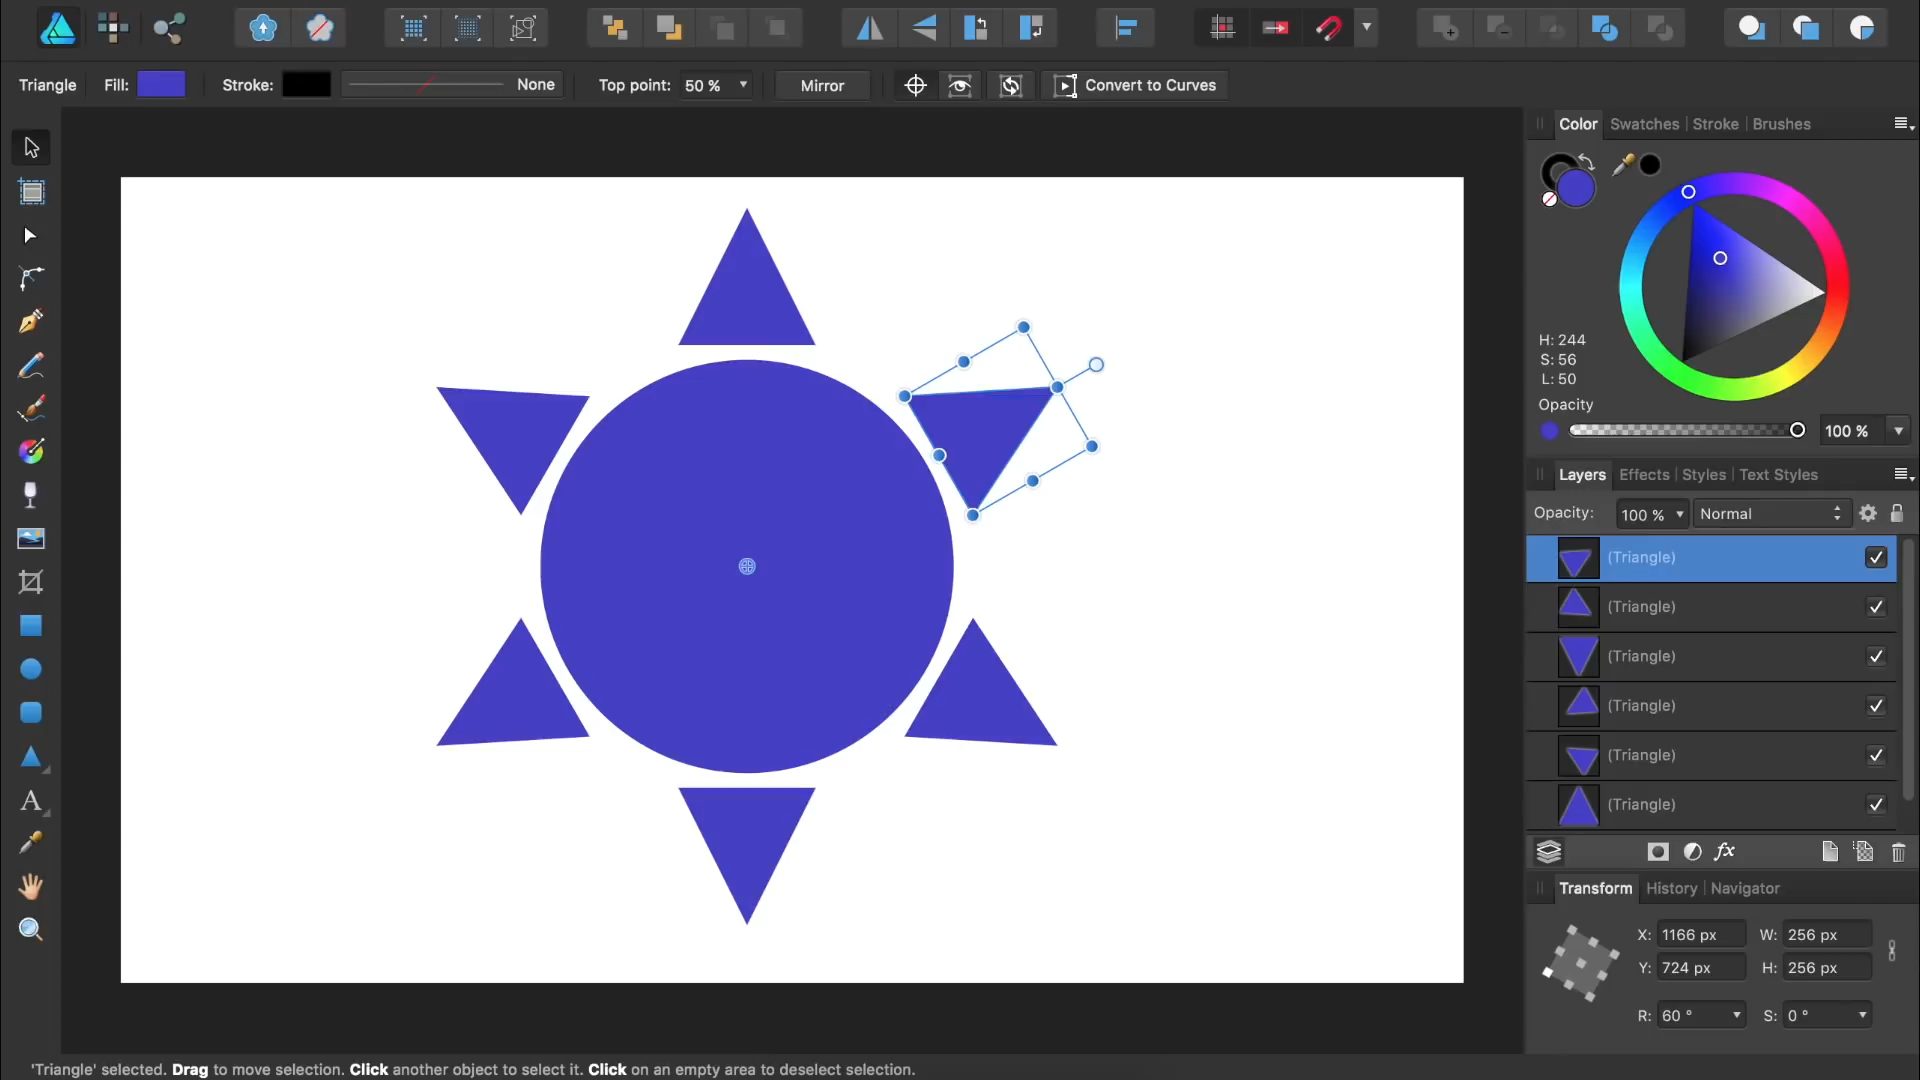 Triangle Fill: Stroke: None Top point: 50 % Mirror Convert to Curves
Color Swatches Stroke Brushes
H: 244
S: 56
L: 50
Opacity
100 %
Layers Effects Styles Text Styles
Opacity: 100 % Normal
(Triangle)
(Triangle)
(Triangle)
(Triangle)
(Triangle)
(Triangle)
fx
Transform History Navigator
X: 1166 px W: 256 px
Y: 724 px H: 256 px
R: 60 ° S: 0 °
'Triangle' selected. Drag to move selection. Click another object to select it. Click on an empty area to deselect selection.